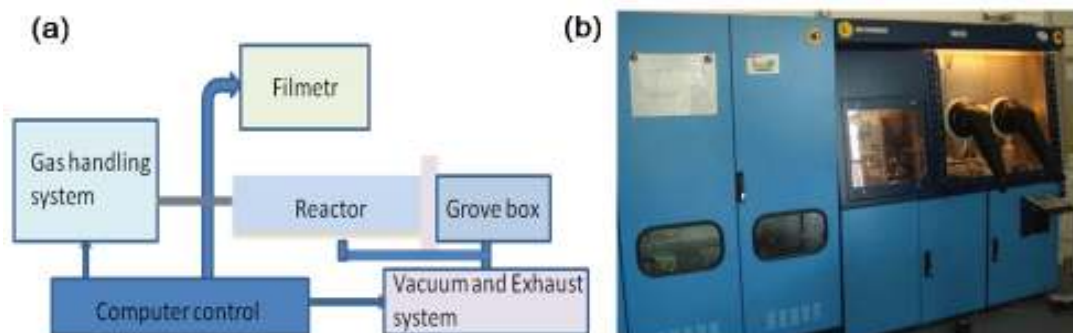 (a)
Filmetr
Gas handling
system
Reactor
Grove box
Computer control
Vacuum and Exhaust
system
(b)